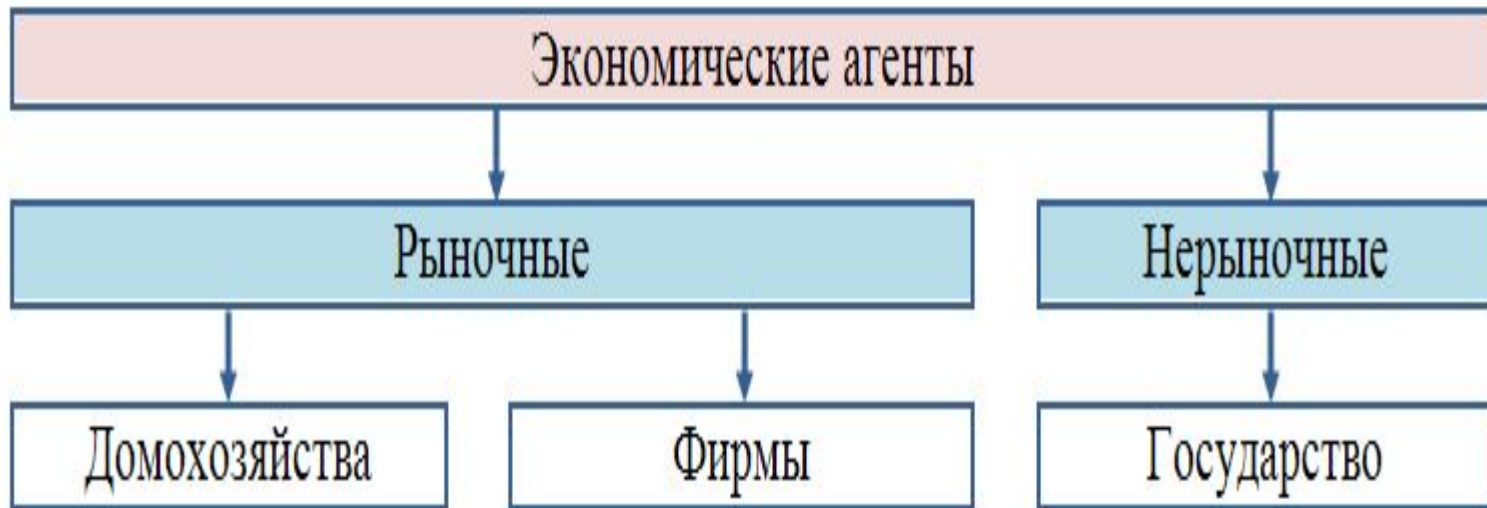 Экономические агенты
Рыночные
Нерыночные
Домохозяйства
Фирмы
Государство